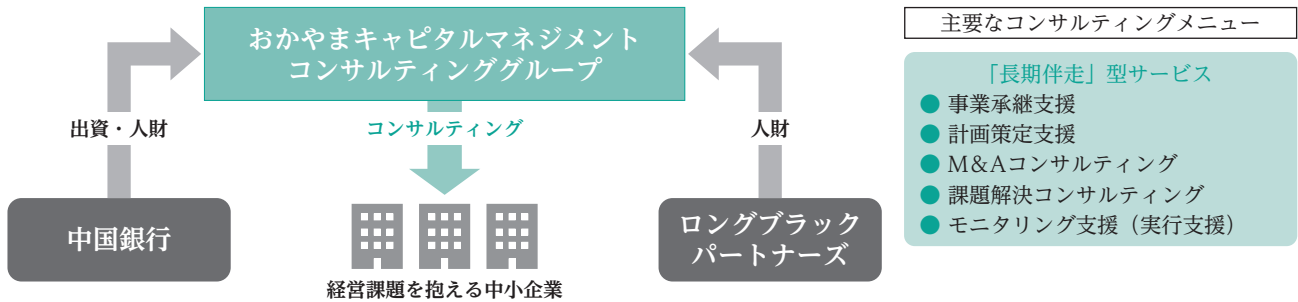 おかやまキャピタルマネジメント
コンサルティンググループ
出資・人財
コンサルティング
人財
中国銀行
ロングブラック
パートナーズ
経営課題を抱える中小企業
主要なコンサルティングメニュー
「長期伴走」型サービス
● 事業承継支援
● 計画策定支援
● M&Aコンサルティング
● 課題解決コンサルティング
● モニタリング支援（実行支援）